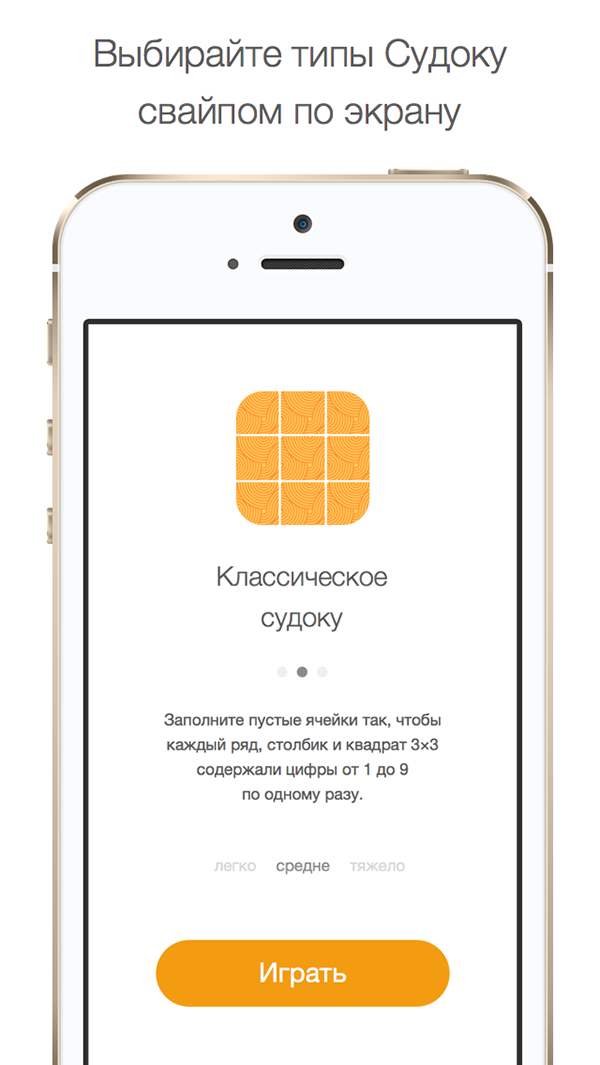 Выбирайте типы Судоку
свайпом по экрану
Классическое
судоку
Заполните пустые ячейки так, чтобы
каждый ряд, столбик и квадрат 3×3
содержали цифры от 1 до 9
по одному разу.
легко средне тяжело
Играть